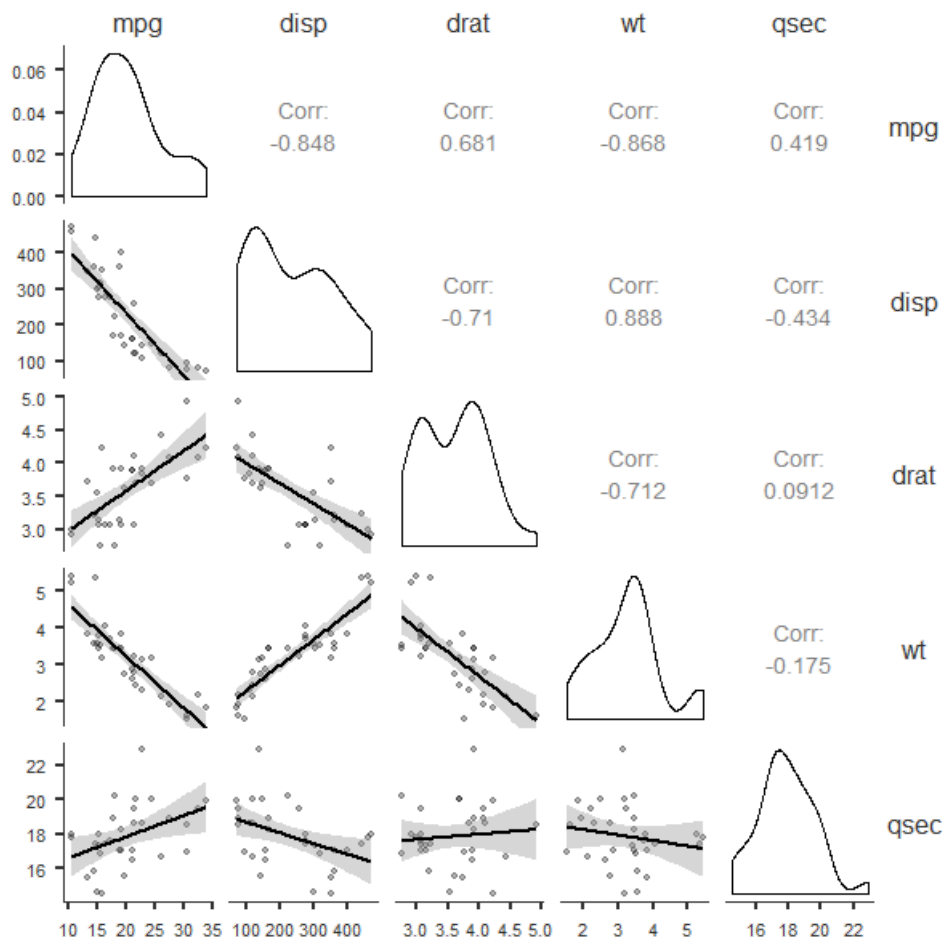 mpg disp drat wt qsec
0.06
0.04
0.02
0.00
Corr: Corr: Corr: Corr:
-0.848 0.681 -0.868 0.419
mpg
400
300
200
100
Corr: Corr: Corr:
-0.71 0.888 -0.434
disp
5.0
4.5
4.0
3.5
3.0
Corr: Corr:
-0.712 0.0912
drat
5
4
3
2
Corr:
-0.175
wt
22
20
18
16
qsec
10 15 20 25 30 35 100 200 300 400 3.0 3.5 4.0 4.5 5.0 2 3 4 5 16 18 20 22